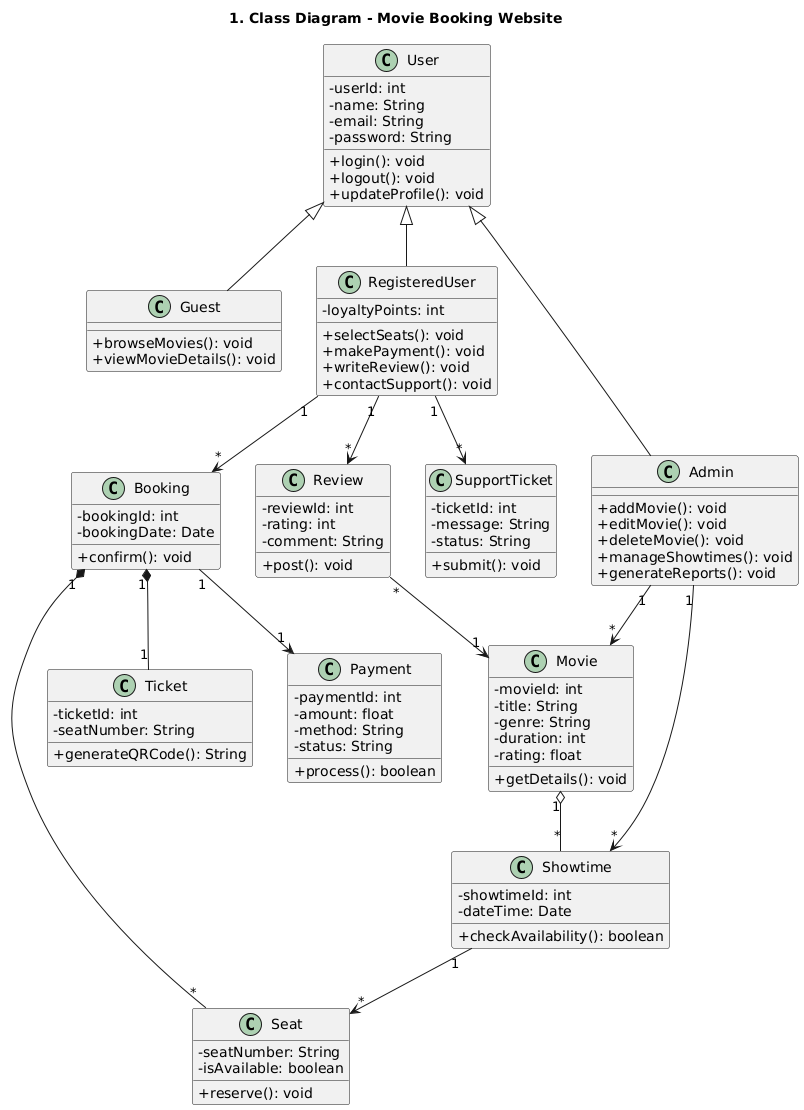 1. Class Diagram - Movie Booking Website
C User
-userId: int
-name: String
-email: String
-password: String
+login(): void
+logout(): void
+updateProfile(): void
C Guest
+browseMovies(): void
+viewMovieDetails(): void
C RegisteredUser
-loyaltyPoints: int
+selectSeats(): void
+makePayment(): void
+writeReview(): void
+contactSupport(): void
1
1
1
*
*
*
C Booking
-bookingId: int
-bookingDate: Date
+confirm(): void
C Review
-reviewId: int
-rating: int
-comment: String
+post(): void
C SupportTicket
-ticketId: int
-message: String
-status: String
+submit(): void
C Admin
+addMovie(): void
+editMovie(): void
+deleteMovie(): void
+manageShowtimes(): void
+generateReports(): void
1
1
1
*
1
1
1
1
1
*
C Ticket
-ticketId: int
-seatNumber: String
+generateQRCode(): String
C Payment
-paymentId: int
-amount: float
-method: String
-status: String
+process(): boolean
C Movie
-movieId: int
-title: String
-genre: String
-duration: int
-rating: float
+getDetails(): void
1
*
*
C Showtime
-showtimeId: int
-dateTime: Date
+checkAvailability(): boolean
1
*
*
C Seat
-seatNumber: String
-isAvailable: boolean
+reserve(): void